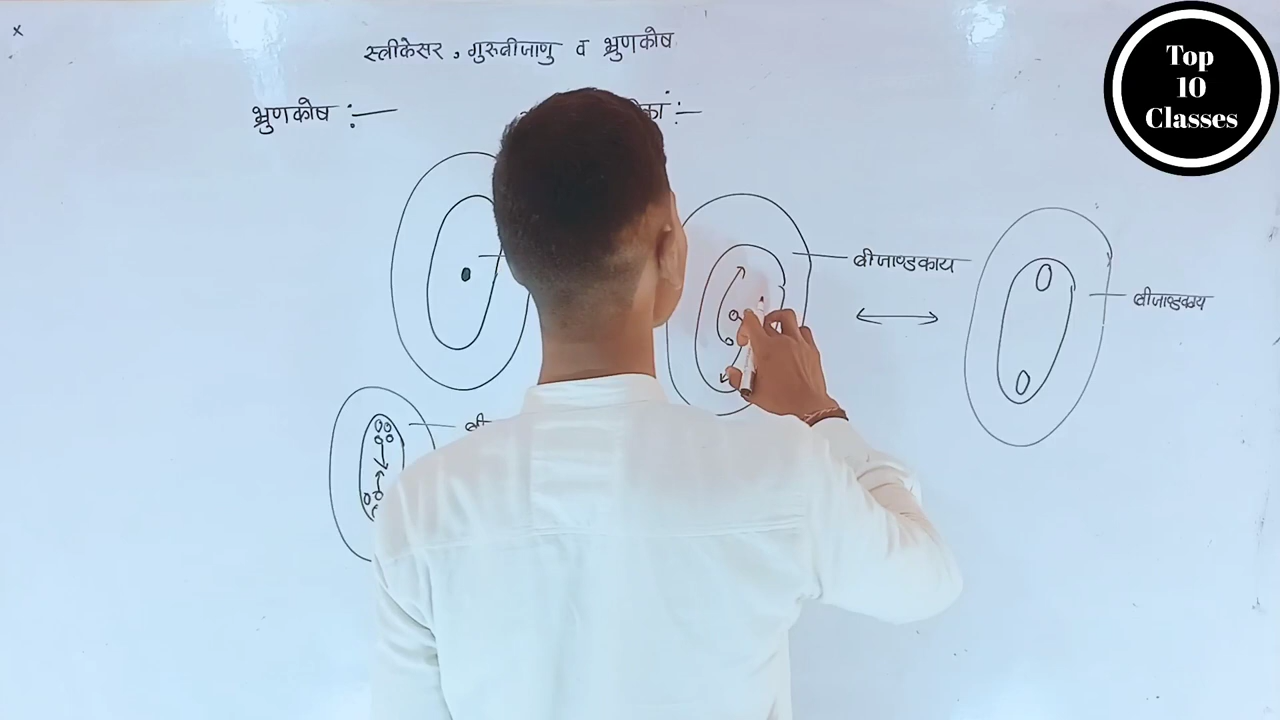 स्त्रीकेसर, गुरुबीजाणु व भ्रुणकोष
Top
10
Classes
भ्रुणकोष :—
बीजाण्डकाय
बीजाण्डकाय